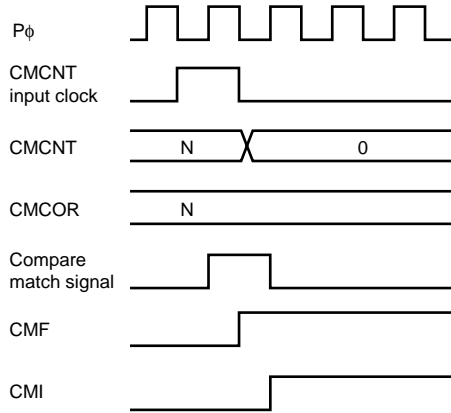 Pφ
CMCNT
input clock
CMCNT N 0
CMCOR N
Compare
match signal
CMF
CMI